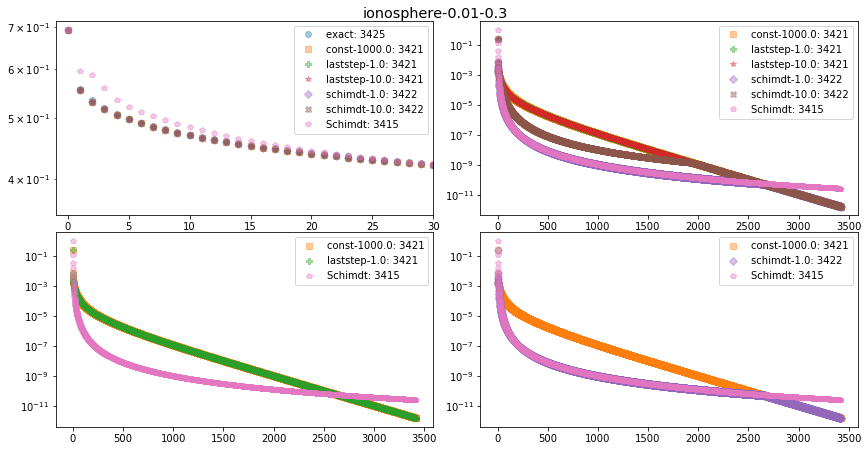 ionosphere-0.01-0.3
7 × 10⁻¹
6 × 10⁻¹
5 × 10⁻¹
4 × 10⁻¹
0 5 10 15 20 25 30
exact: 3425
const-1000.0: 3421
laststep-1.0: 3421
laststep-10.0: 3421
schimdt-1.0: 3422
schimdt-10.0: 3422
Schimdt: 3415
10⁻¹
10⁻³
10⁻⁵
10⁻⁷
10⁻⁹
10⁻¹¹
0 500 1000 1500 2000 2500 3000 3500
const-1000.0: 3421
laststep-1.0: 3421
laststep-10.0: 3421
schimdt-1.0: 3422
schimdt-10.0: 3422
Schimdt: 3415
10⁻¹
10⁻³
10⁻⁵
10⁻⁷
10⁻⁹
10⁻¹¹
0 500 1000 1500 2000 2500 3000 3500
const-1000.0: 3421
laststep-1.0: 3421
Schimdt: 3415
10⁻¹
10⁻³
10⁻⁵
10⁻⁷
10⁻⁹
10⁻¹¹
0 500 1000 1500 2000 2500 3000 3500
const-1000.0: 3421
schimdt-1.0: 3422
Schimdt: 3415